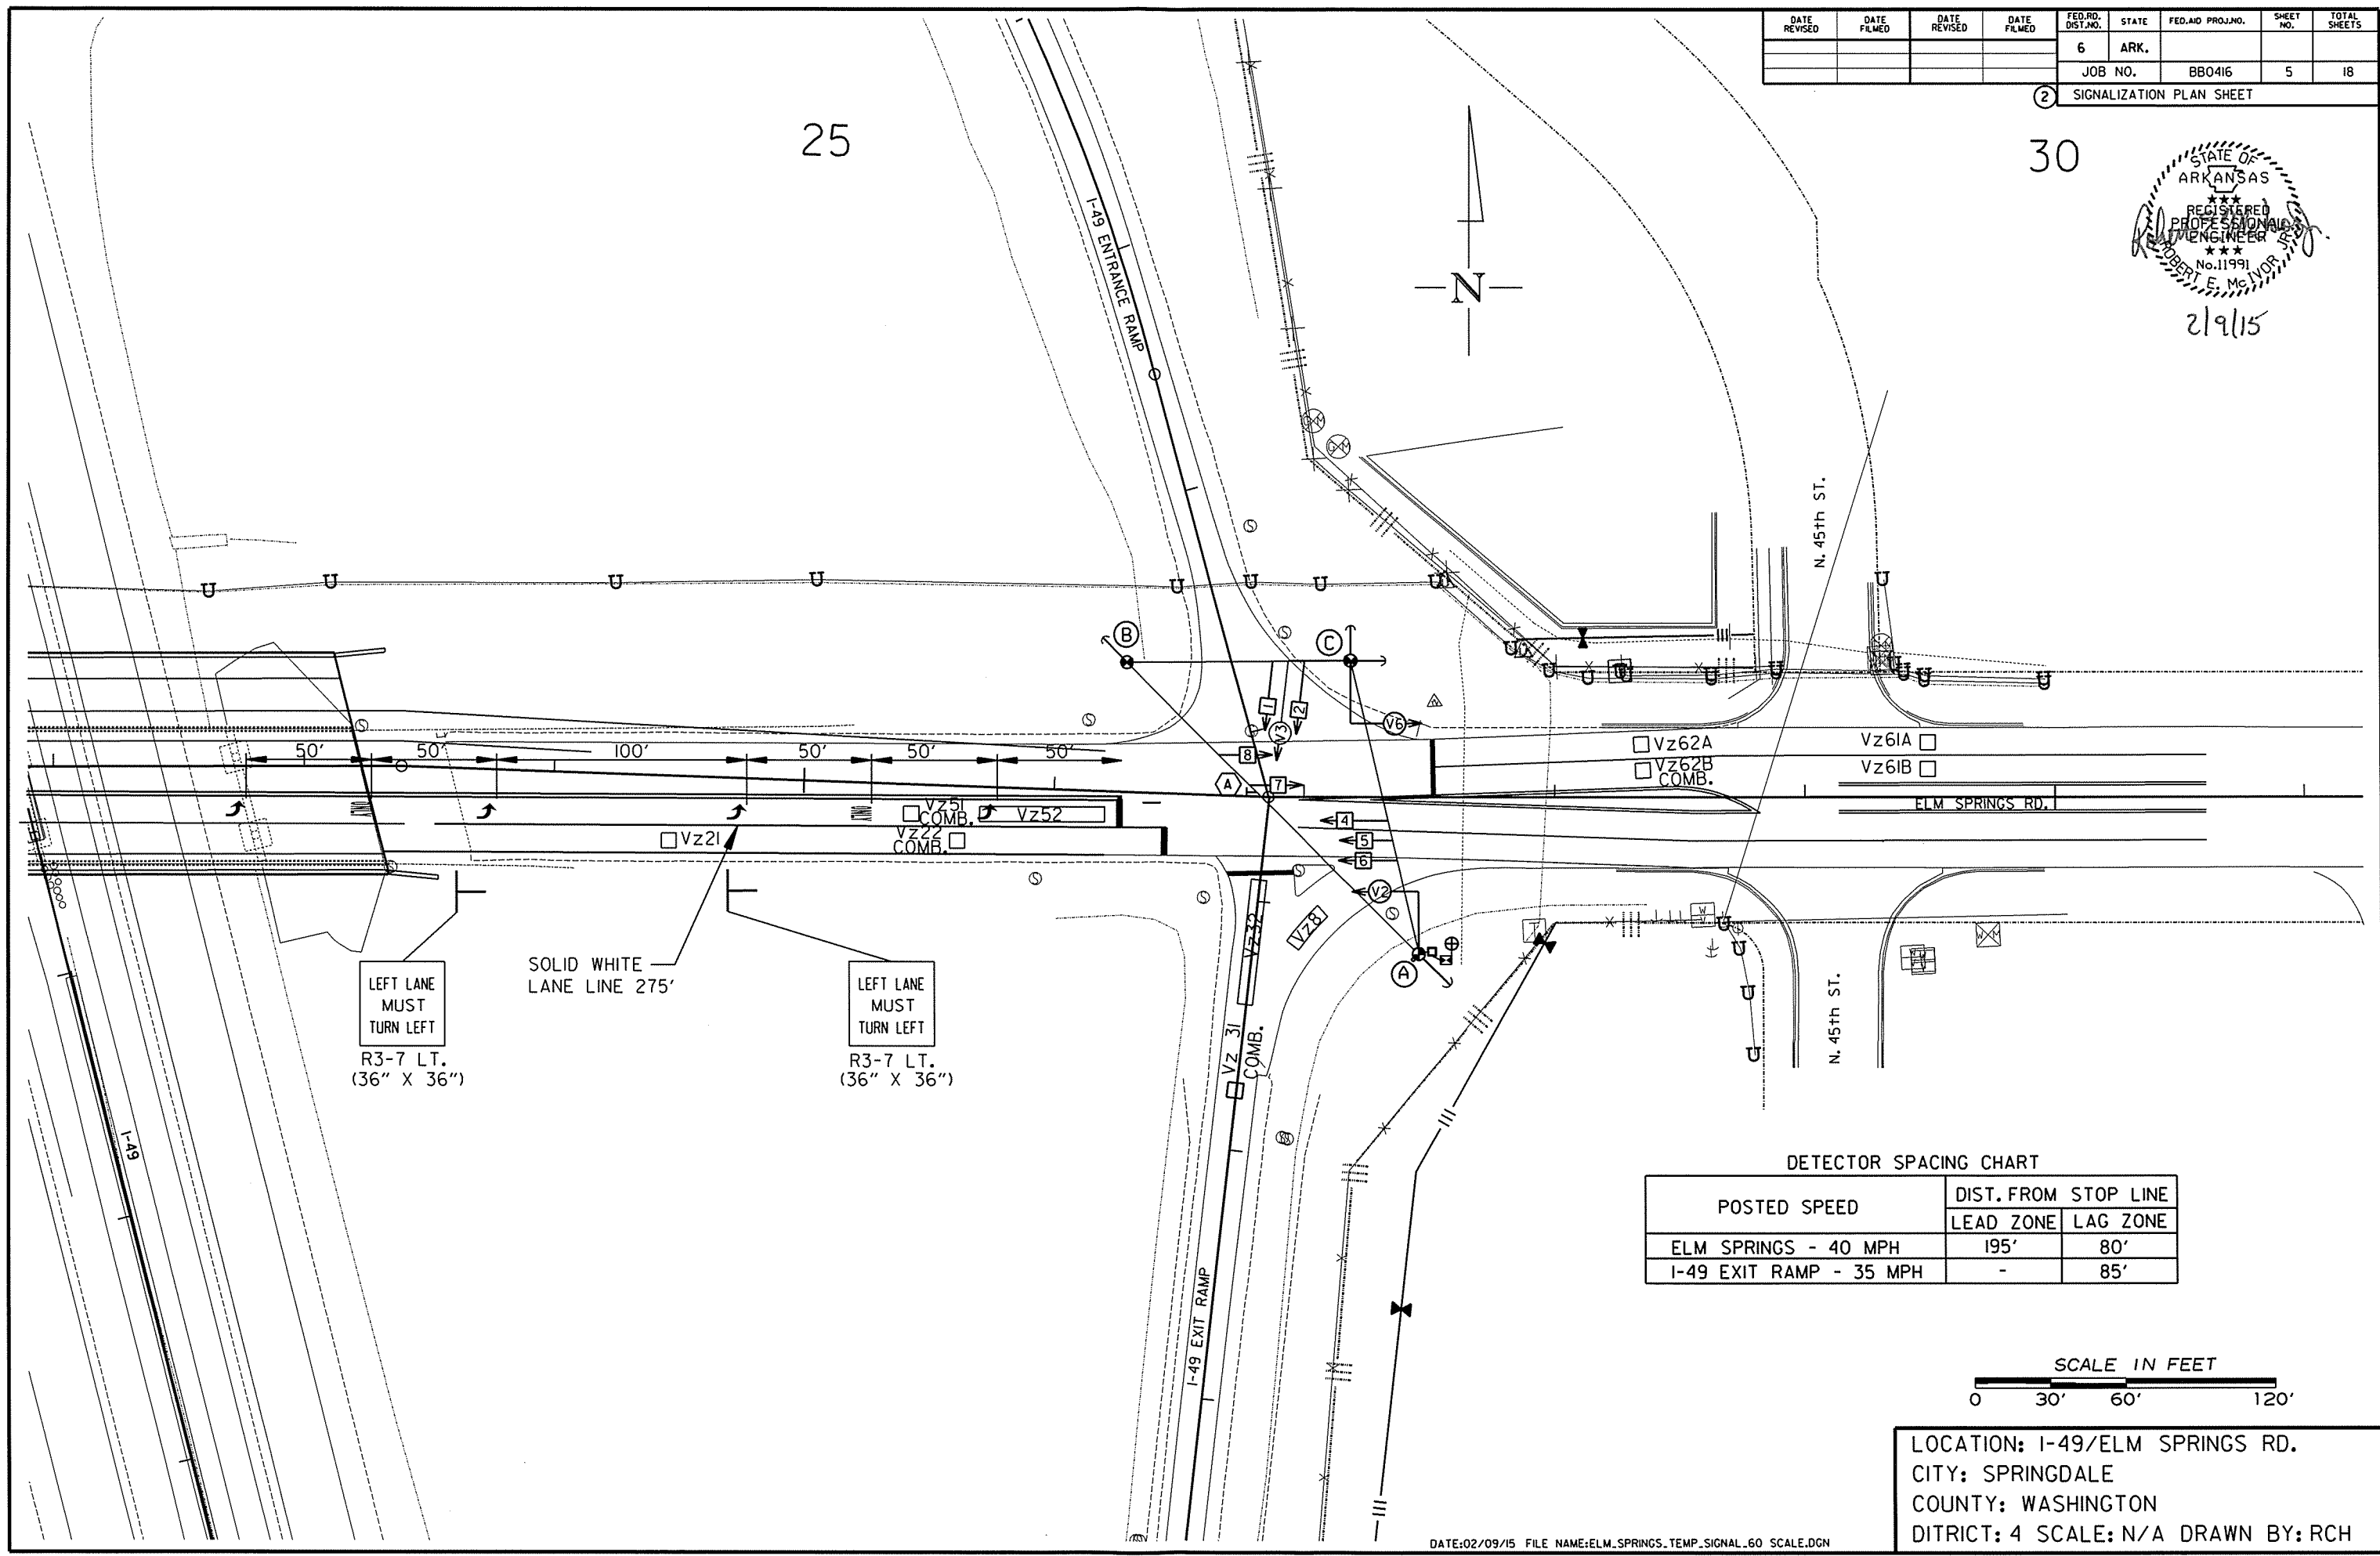 DATE REVISED
DATE FILMED
DATE REVISED
DATE FILMED
FED.RD. DIST.NO.
STATE
FED.AID PROJ.NO.
SHEET NO.
TOTAL SHEETS
6 ARK.
JOB NO. BB0416 5 18
2 SIGNALIZATION PLAN SHEET
25
30
STATE OF
ARKANSAS
REGISTERED
PROFESSIONAL
ENGINEER
No.11991
ROBERT E. McIVOR JR.
2/9/15
N
I-49 ENTRANCE RAMP
N. 45th ST.
B
C
1
V3
2
V6
8
A
7
4
5
6
V2
A
50' 50' 100' 50' 50' 50'
Vz62A
Vz62B
COMB.
Vz61A
Vz61B
ELM SPRINGS RD.
Vz51
COMB.
Vz52
Vz21
Vz22
COMB.
Vz32
Vz8
Vz 31
COMB.
LEFT LANE
MUST
TURN LEFT
R3-7 LT.
(36" X 36")
SOLID WHITE
LANE LINE 275'
LEFT LANE
MUST
TURN LEFT
R3-7 LT.
(36" X 36")
N. 45th ST.
I-49
I-49 EXIT RAMP
DETECTOR SPACING CHART
POSTED SPEED
DIST. FROM STOP LINE
LEAD ZONE LAG ZONE
ELM SPRINGS - 40 MPH 195' 80'
I-49 EXIT RAMP - 35 MPH - 85'
SCALE IN FEET
0 30' 60' 120'
LOCATION: I-49/ELM SPRINGS RD.
CITY: SPRINGDALE
COUNTY: WASHINGTON
DITRICT: 4 SCALE: N/A DRAWN BY: RCH
DATE:02/09/15 FILE NAME:ELM_SPRINGS_TEMP_SIGNAL_60 SCALE.DGN